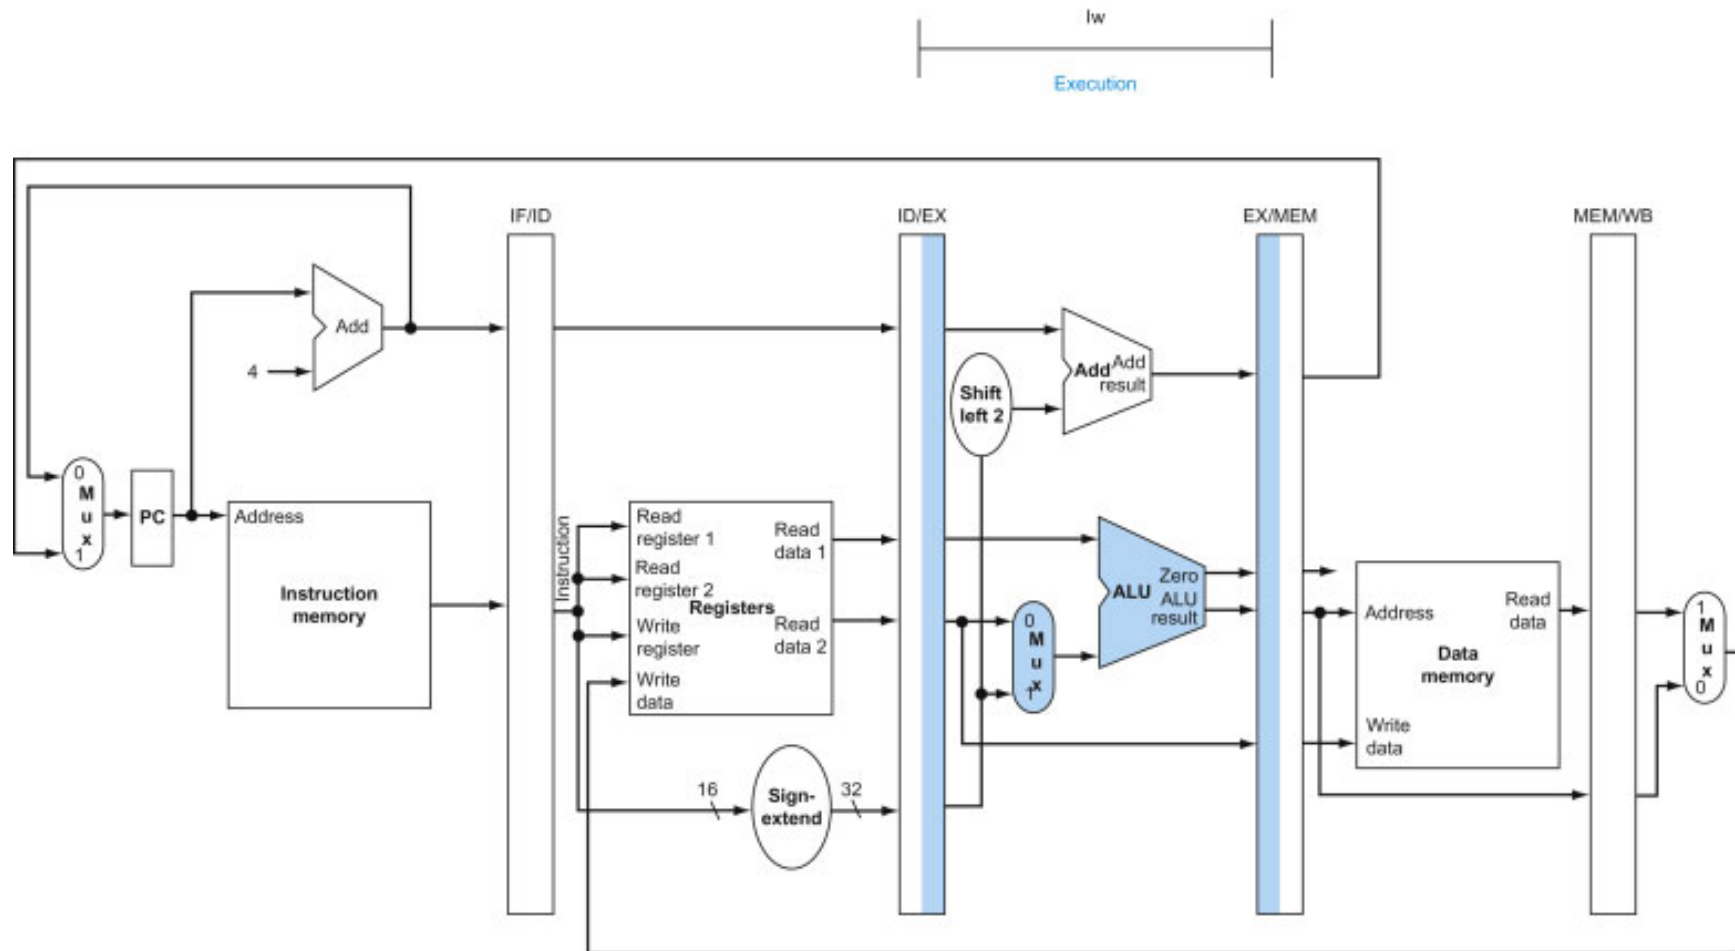 lw
Execution
IF/ID
ID/EX
EX/MEM
MEM/WB
Add
4
Shift
left 2
Add
Add
result
0
M
u
x
1
PC
Address
Instruction
memory
Instruction
Read
register 1
Read
register 2
Write
register
Write
data
Registers
Read
data 1
Read
data 2
16
Sign-
extend
32
0
M
u
x
1
ALU
Zero
ALU
result
Address
Read
data
Data
memory
Write
data
1
M
u
x
0